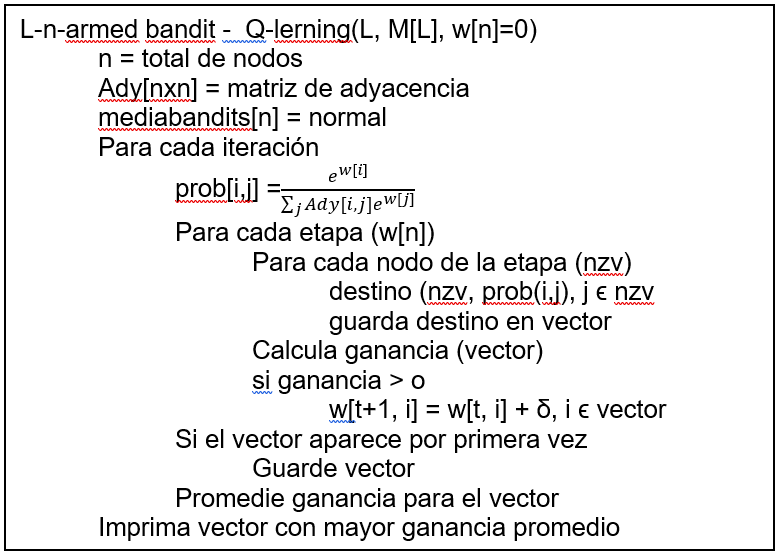 L-n-armed bandit - Q-lerning(L, M[L], w[n]=0)
n = total de nodos
Ady[nxn] = matriz de adyacencia
mediabandits[n] = normal
Para cada iteración
prob[i,j] = e^{w[i]} / ∑_j Ady[i,j]e^{w[j]}
Para cada etapa (w[n])
Para cada nodo de la etapa (nzv)
destino (nzv, prob(i,j), j ϵ nzv
guarda destino en vector
Calcula ganancia (vector)
si ganancia > o
w[t+1, i] = w[t, i] + δ, i ϵ vector
Si el vector aparece por primera vez
Guarde vector
Promedie ganancia para el vector
Imprima vector con mayor ganancia promedio